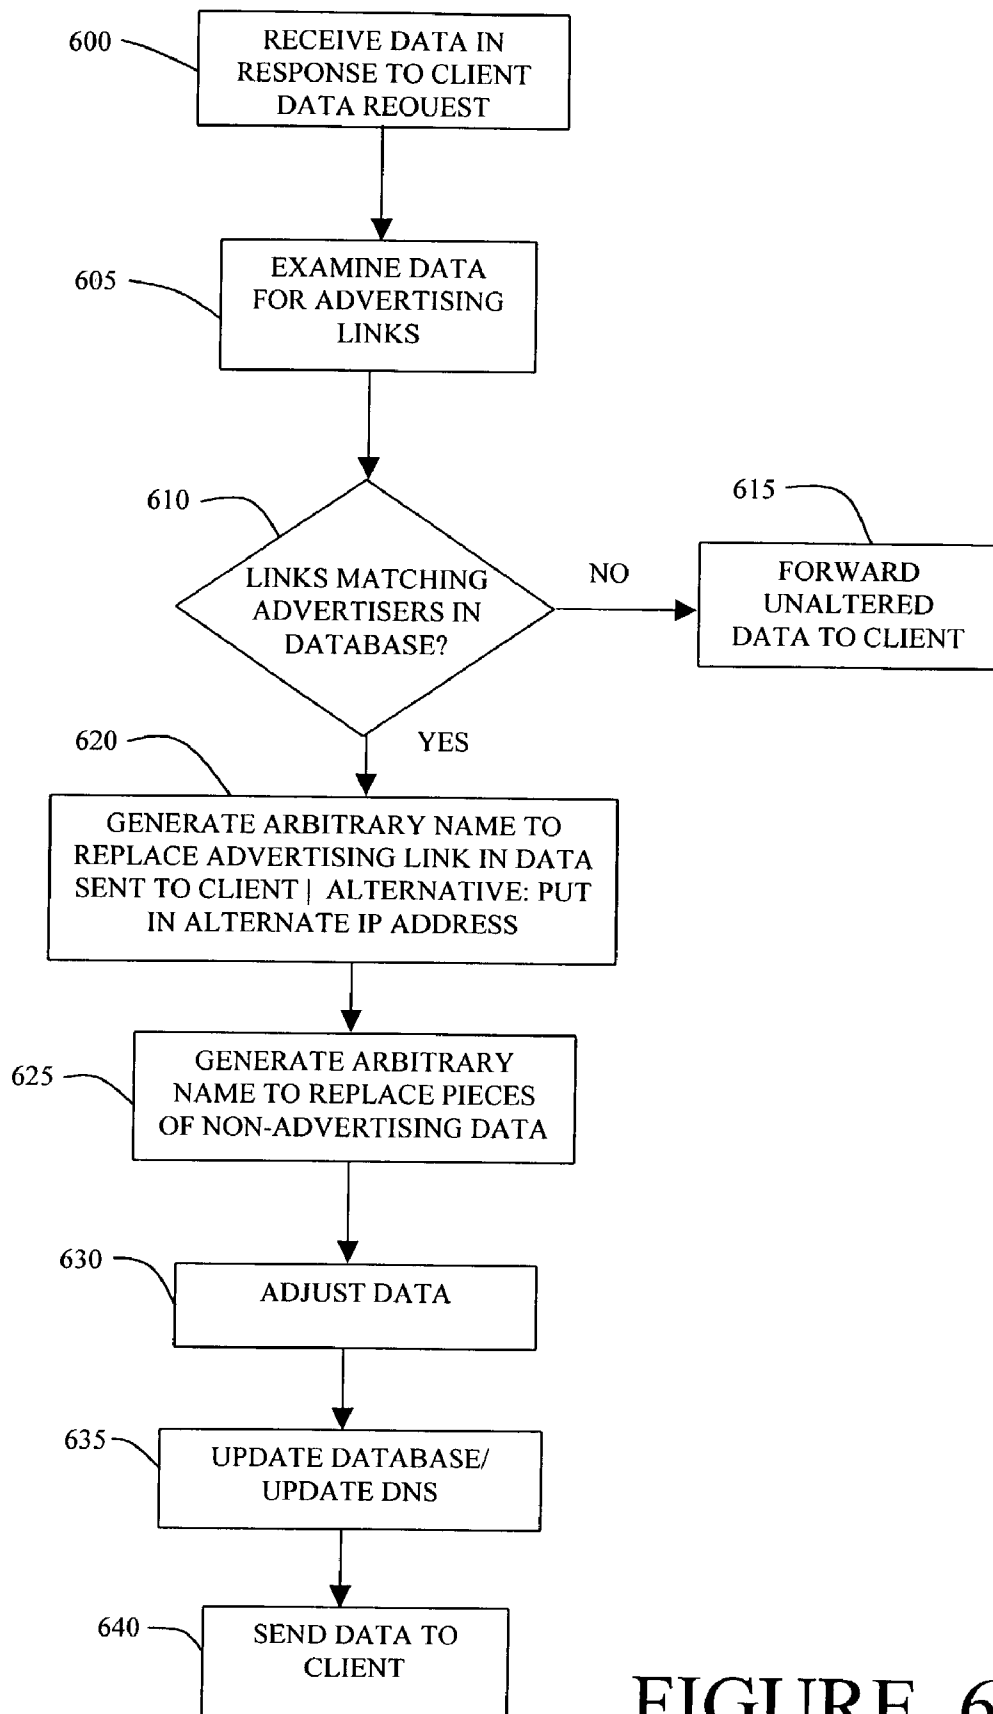 600
RECEIVE DATA IN
RESPONSE TO CLIENT
DATA REQUEST
605
EXAMINE DATA
FOR ADVERTISING
LINKS
610
LINKS MATCHING
ADVERTISERS IN
DATABASE?
NO
615
FORWARD
UNALTERED
DATA TO CLIENT
YES
620
GENERATE ARBITRARY NAME TO
REPLACE ADVERTISING LINK IN DATA
SENT TO CLIENT | ALTERNATIVE: PUT
IN ALTERNATE IP ADDRESS
625
GENERATE ARBITRARY
NAME TO REPLACE PIECES
OF NON-ADVERTISING DATA
630
ADJUST DATA
635
UPDATE DATABASE/
UPDATE DNS
640
SEND DATA TO
CLIENT
FIGURE 6